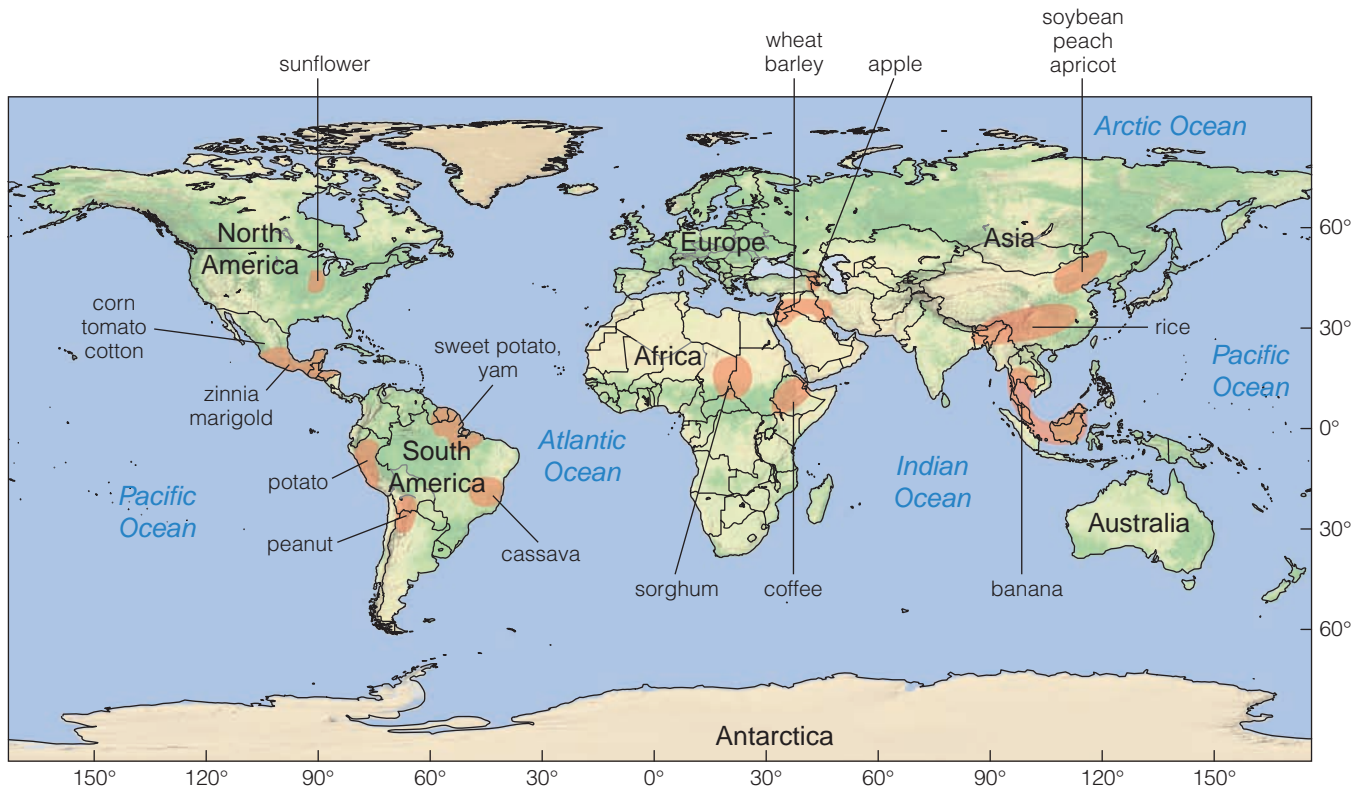 sunflower
wheat
barley
apple
soybean
peach
apricot
Arctic Ocean
North
America
Europe
Asia
60°
corn
tomato
cotton
zinnia
marigold
sweet potato,
yam
Africa
rice
30°
Pacific
Ocean
Atlantic
Ocean
0°
South
America
potato
Indian
Ocean
Pacific
Ocean
peanut
cassava
Australia
30°
sorghum
coffee
banana
60°
Antarctica
150°
120°
90°
60°
30°
0°
30°
60°
90°
120°
150°